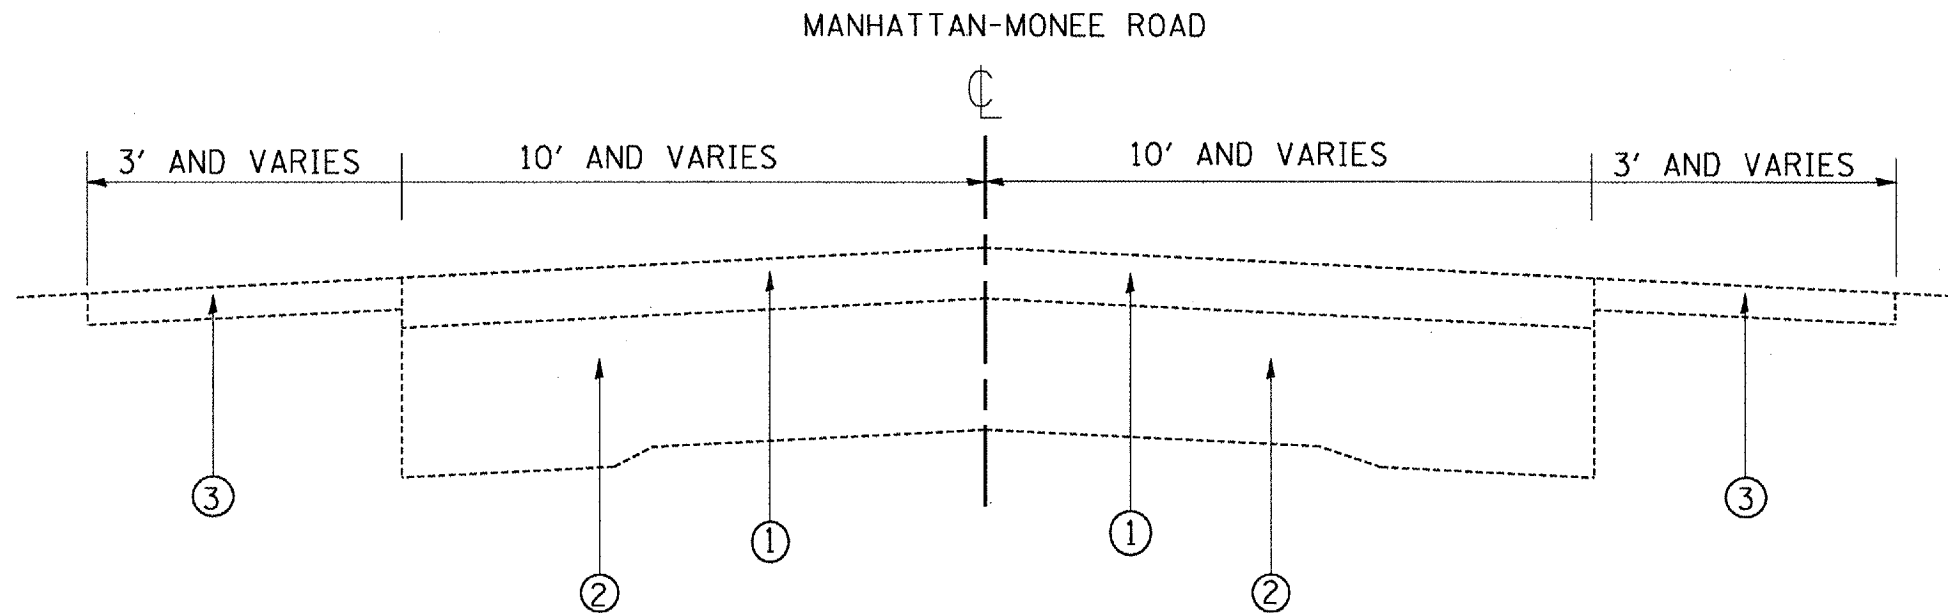 MANHATTAN-MONEE ROAD
℄
3' AND VARIES 10' AND VARIES 10' AND VARIES 3' AND VARIES
3 1 1 3
2 2